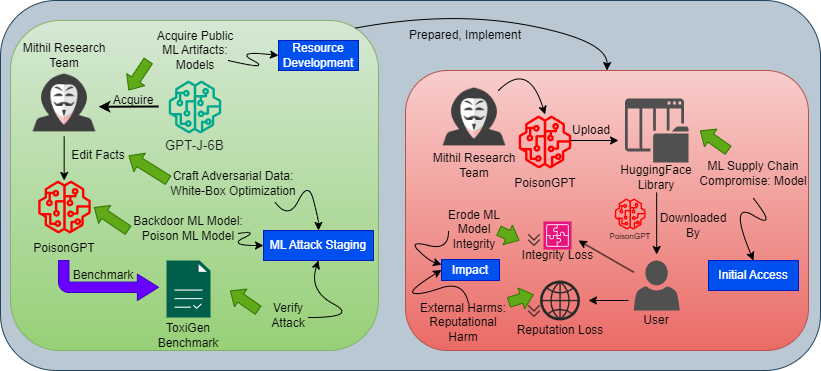 Mithil Research
Team
Acquire Public
ML Artifacts:
Models
Resource
Development
Acquire
GPT-J-6B
Edit Facts
Craft Adversarial Data:
White-Box Optimization
PoisonGPT
Backdoor ML Model:
Poison ML Model
ML Attack Staging
Benchmark
ToxiGen
Benchmark
Verify
Attack
Prepared, Implement
Mithil Research
Team
PoisonGPT
Upload
HuggingFace
Library
ML Supply Chain
Compromise: Model
PoisonGPT
Downloaded
By
Erode ML
Model
Integrity
Integrity Loss
Impact
Initial Access
External Harms:
Reputational
Harm
Reputation Loss
User